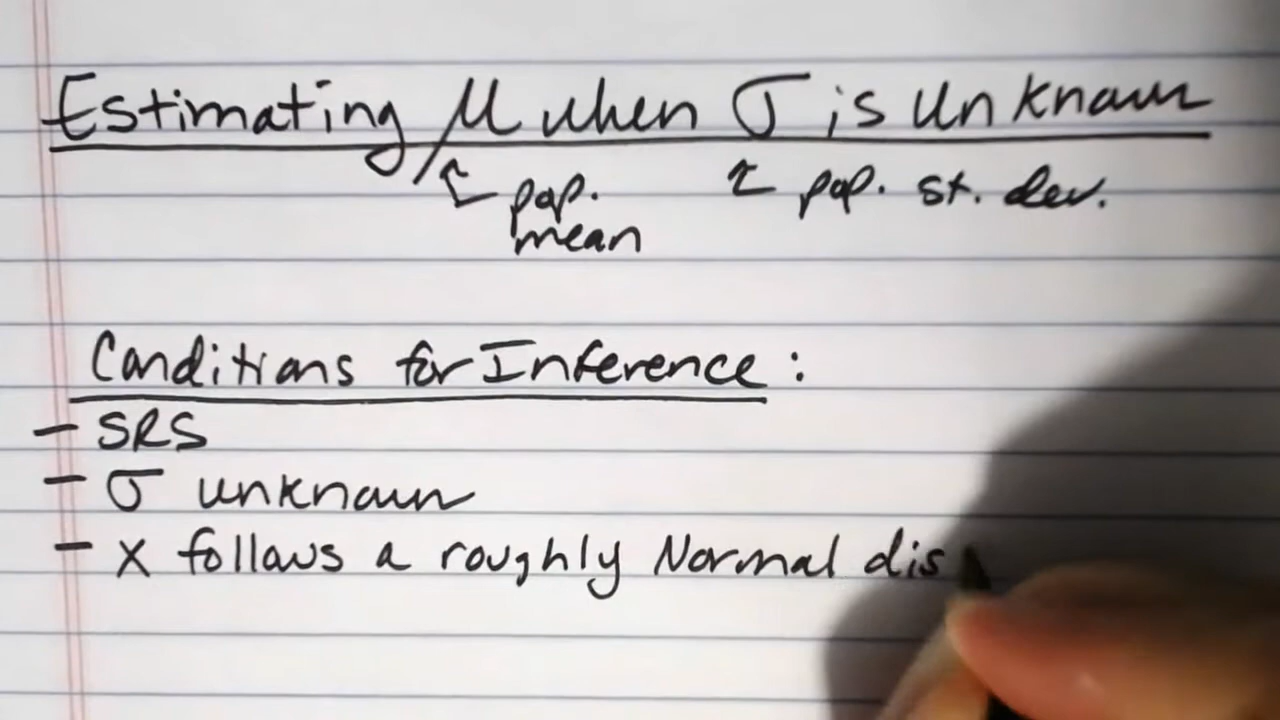 Estimating μ when σ is unknown
↖ pop. mean ↖ pop. st. dev.
Conditions for Inference:
- SRS
- σ unknown
- x follows a roughly Normal dis